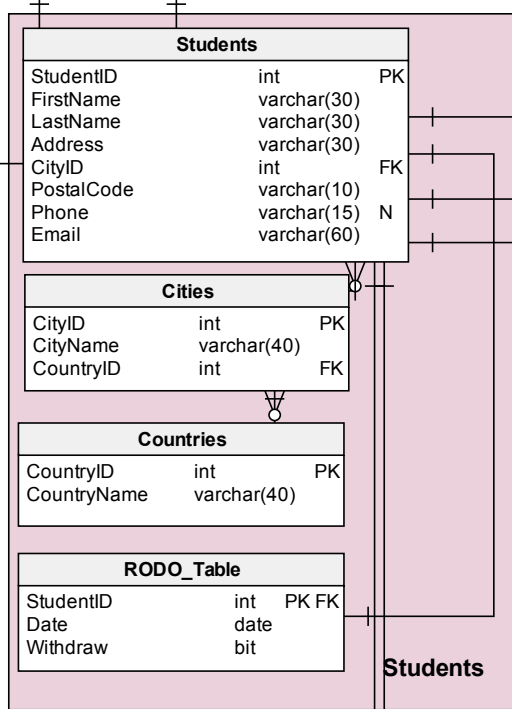 Students
StudentID int PK
FirstName varchar(30)
LastName varchar(30)
Address varchar(30)
CityID int FK
PostalCode varchar(10)
Phone varchar(15) N
Email varchar(60)
Cities
CityID int PK
CityName varchar(40)
CountryID int FK
Countries
CountryID int PK
CountryName varchar(40)
RODO_Table
StudentID int PK FK
Date date
Withdraw bit
Students